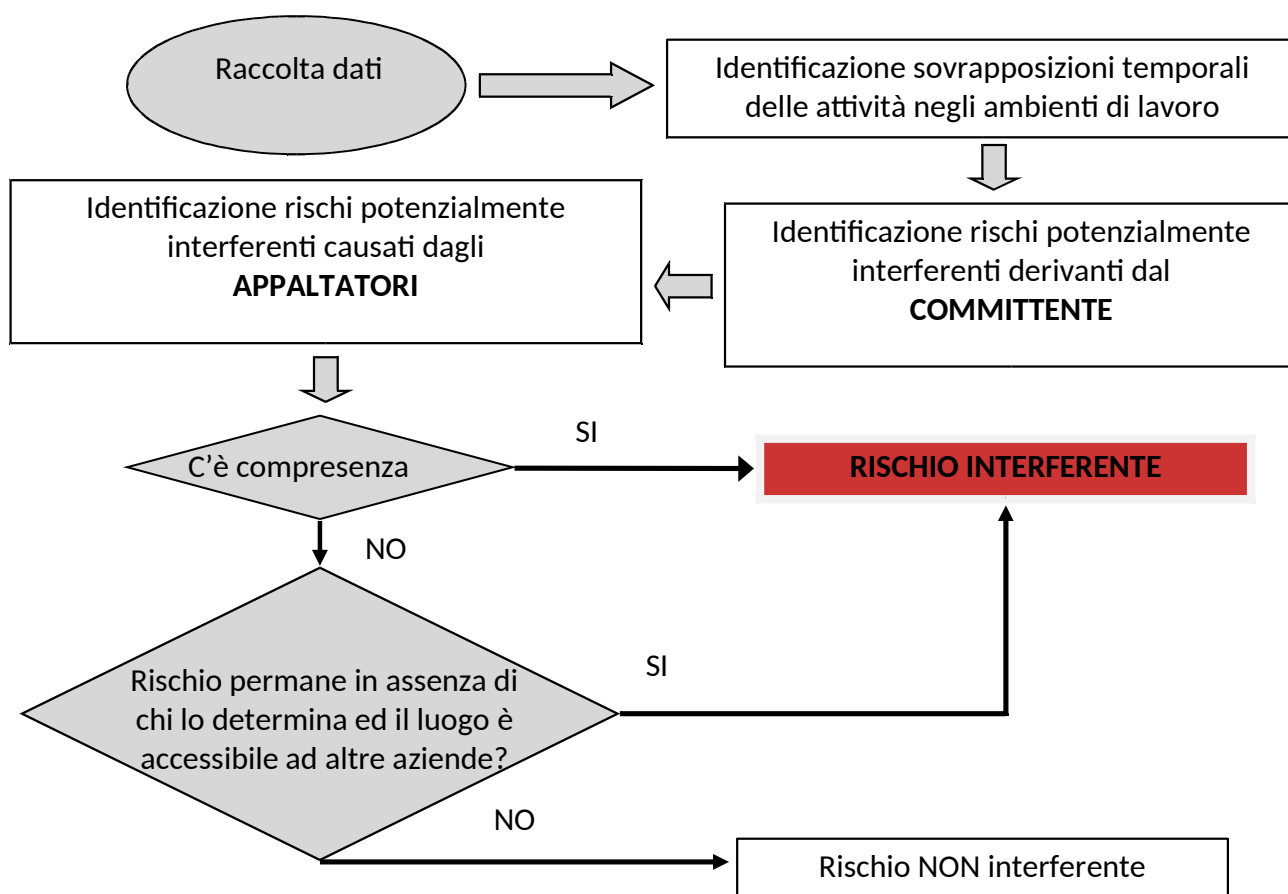 Raccolta dati
Identificazione sovrapposizioni temporali
delle attività negli ambienti di lavoro
Identificazione rischi potenzialmente
interferenti derivanti dal
COMMITTENTE
Identificazione rischi potenzialmente
interferenti causati dagli
APPALTATORI
C’è compresenza
SI
RISCHIO INTERFERENTE
NO
Rischio permane in assenza di
chi lo determina ed il luogo è
accessibile ad altre aziende?
SI
NO
Rischio NON interferente